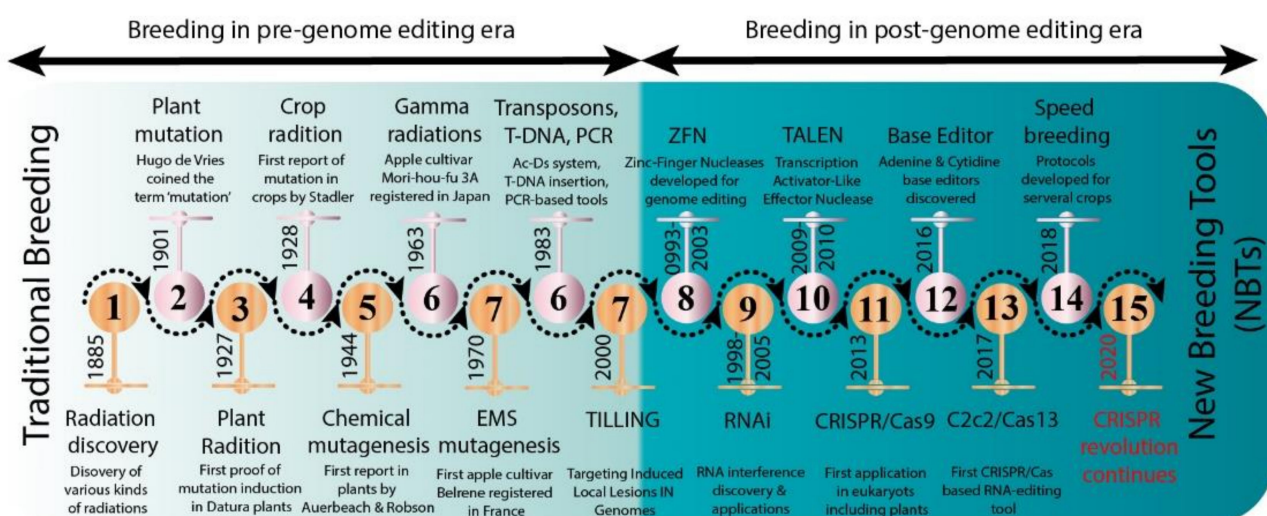 Breeding in pre-genome editing era
Breeding in post-genome editing era
Traditional Breeding
Plant
mutation
Hugo de Vries
coined the
term 'mutation'
Crop
radition
First report of
mutation in
crops by Stadler
Gamma
radiations
Apple cultivar
Mori-hou-fu 3A
registered in Japan
Transposons,
T-DNA, PCR
Ac-Ds system,
T-DNA insertion,
PCR-based tools
ZFN
Zinc-Finger Nucleases
developed for
genome editing
TALEN
Transcription
Activator-Like
Effector Nuclease
Base Editor
Adenine & Cytidine
base editors
discovered
Speed
breeding
Protocols
developed for
serveral crops
New Breeding Tools
(NBTs)
1901
1928
1963
1983
0993-
2003
2009-
2010
2016
2018
1
2
3
4
5
6
7
6
7
8
9
10
11
12
13
14
15
1885
1927
1944
1970
2000
1998-
2005
2013
2017
2020
Radiation
discovery
Disovery of
various kinds
of radiations
Plant
Radition
First proof of
mutation induction
in Datura plants
Chemical
mutagenesis
First report in
plants by
Auerbeach & Robson
EMS
mutagenesis
First apple cultivar
Belrene registered
in France
TILLING
Targeting Induced
Local Lesions IN
Genomes
RNAi
RNA interference
discovery &
applications
CRISPR/Cas9
First application
in eukaryots
including plants
C2c2/Cas13
First CRISPR/Cas
based RNA-editing
tool
CRISPR
revolution
continues